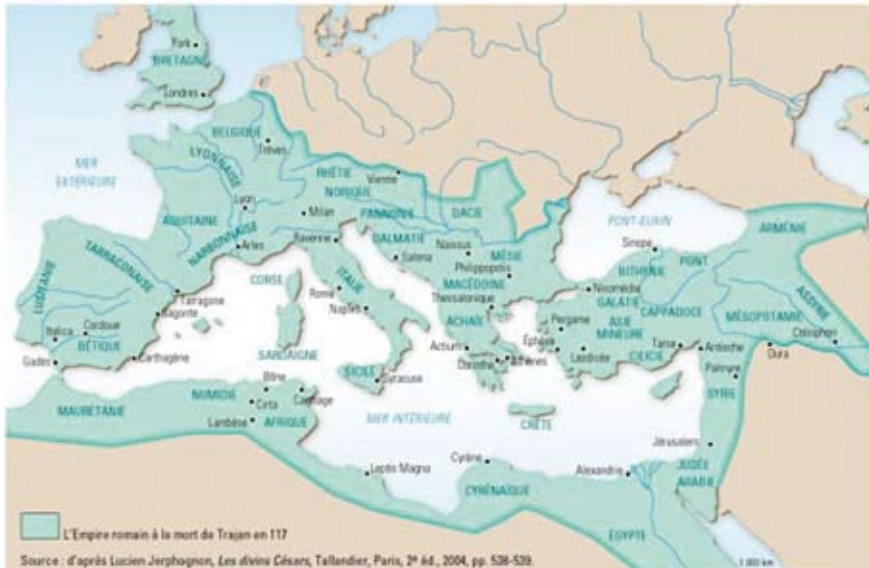 York
BRETAGNE
Londres
BELGIQUE
Trèves
MER
EXTÉRIEURE
LYONNAISE
RHÉTIE
Vienne
NORIQUE
Lyon
Milan
PANNONIE
DACIE
AQUITAINE
NARBONNAISE
Arles
Ravenne
DALMATIE
Naissus
MÉSIE
Salona
Philippopolis
MACÉDOINE
Thessalonique
PONT-EUXIN
Sinope
ARMÉNIE
BITHYNIE
PONT
Nicomédie
GALATIE
CAPPADOCE
ASSYRIE
MÉSOPOTAMIE
Ctésiphon
TARRACONAISE
CORSE
ITALIE
Rome
Naples
Tarragone
Sagonte
Italica
Cordoue
BÉTIQUE
Gadès
Carthagène
SARDAIGNE
ACHAÏE
Actium
Pergame
ASIE
MINEURE
Éphèse
Laodicée
CILICIE
Tarse
Antioche
Dura
Corinthe
Athènes
Palmyre
SYRIE
SICILE
Syracuse
Bône
NUMIDIE
Cirta
Carthage
MAURÉTANIE
Lambèse
AFRIQUE
MER INTÉRIEURE
CRÈTE
Jérusalem
Leptis Magna
Cyrène
Alexandrie
JUDÉE
ARABIE
CYRÉNAÏQUE
ÉGYPTE
L'Empire romain à la mort de Trajan en 117
Source : d'après Lucien Jerphagnon, Les divins Césars, Tallandier, Paris, 2e éd., 2004, pp. 538-539.